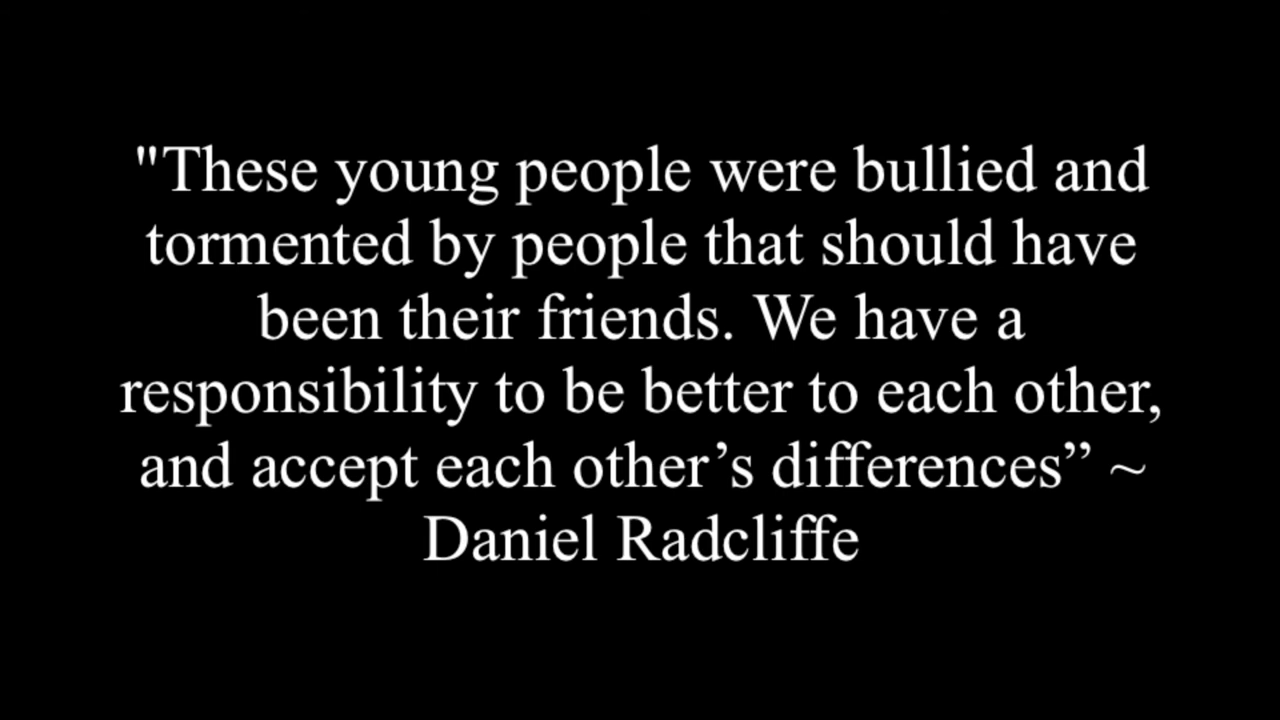 "These young people were bullied and
tormented by people that should have
been their friends. We have a
responsibility to be better to each other,
and accept each other’s differences” ~
Daniel Radcliffe